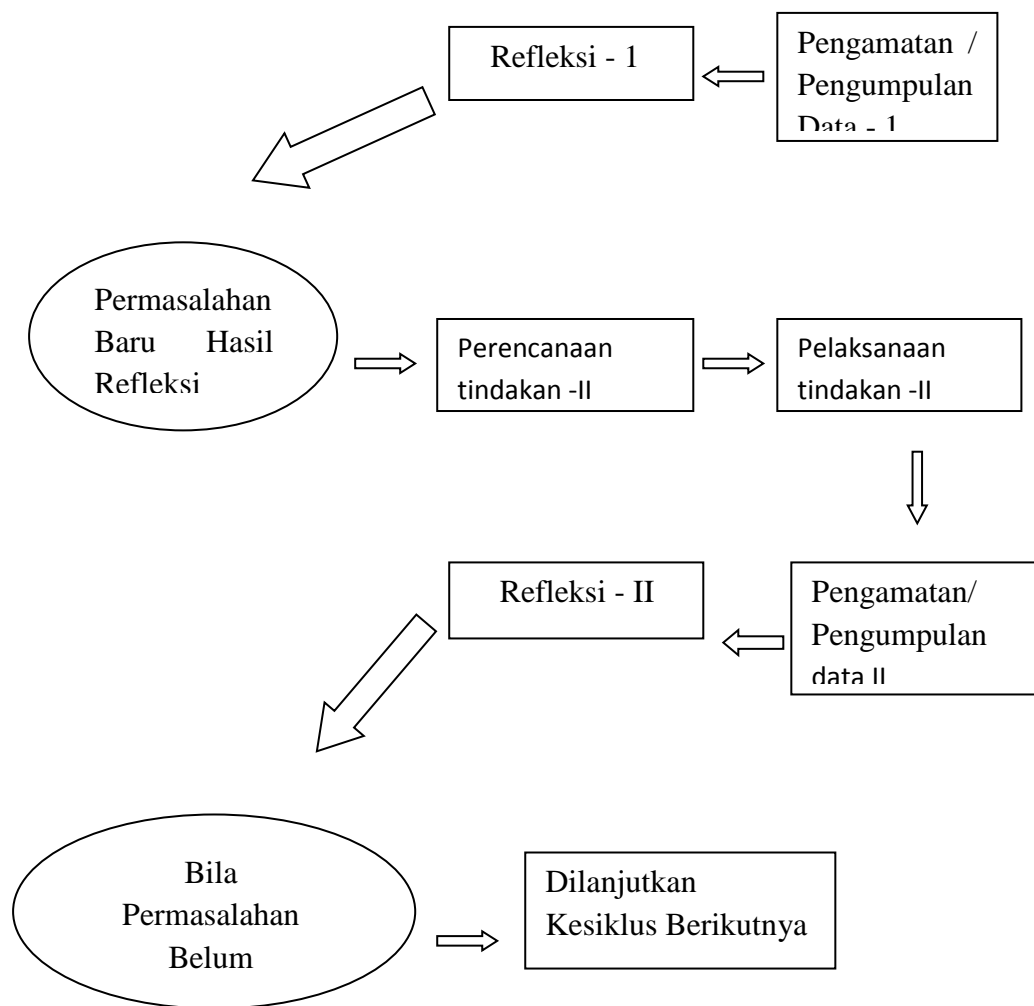 Refleksi - 1
Pengamatan /
Pengumpulan
Data - 1
Permasalahan
Baru Hasil
Refleksi
Perencanaan
tindakan -II
Pelaksanaan
tindakan -II
Refleksi - II
Pengamatan/
Pengumpulan
data II
Bila
Permasalahan
Belum
Dilanjutkan
Kesiklus Berikutnya